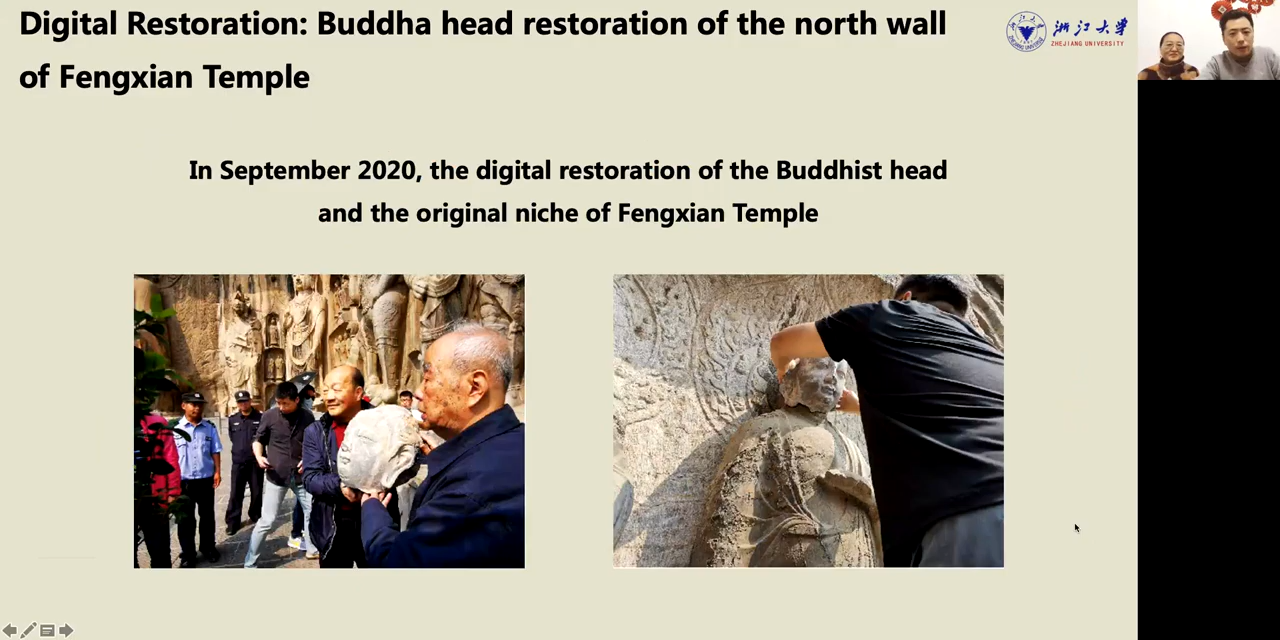 Digital Restoration: Buddha head restoration of the north wall
of Fengxian Temple
浙江大学
ZHEJIANG UNIVERSITY
In September 2020, the digital restoration of the Buddhist head
and the original niche of Fengxian Temple